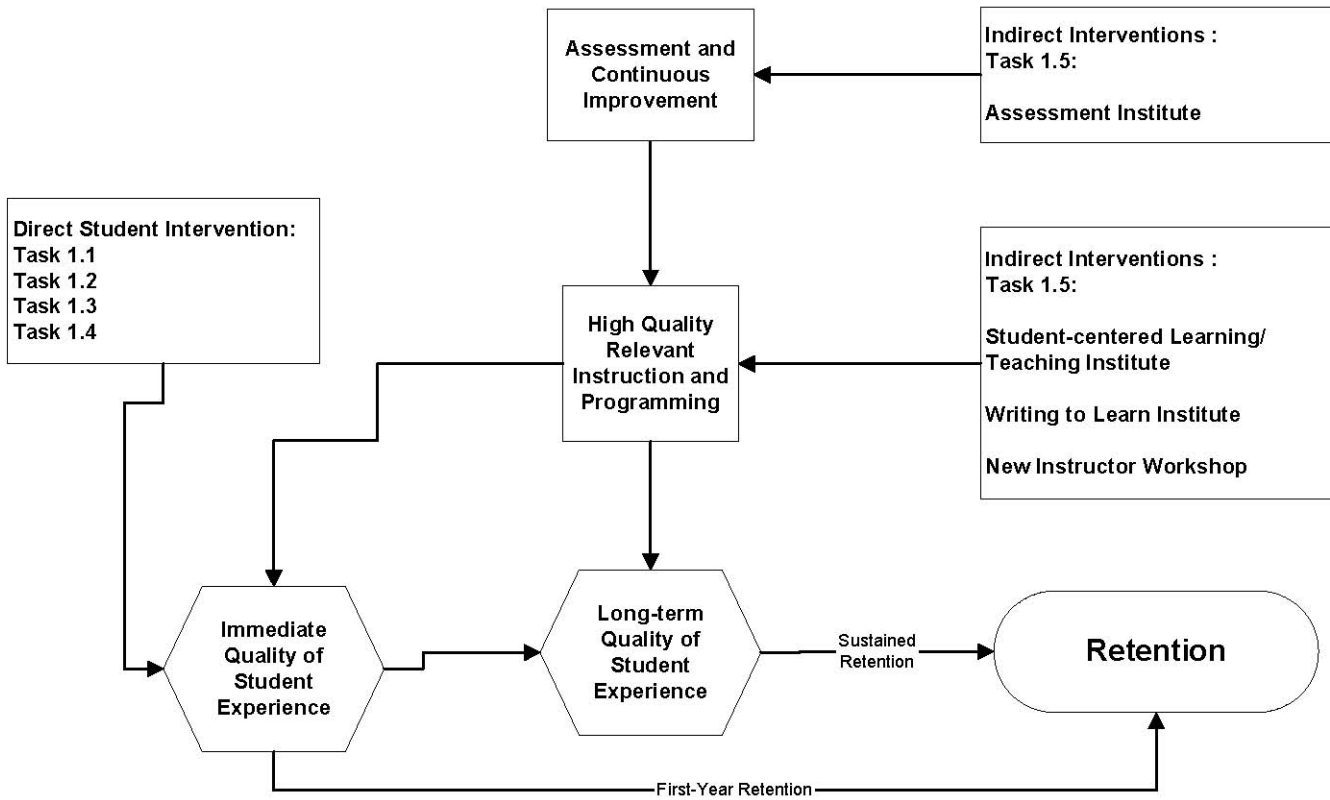 Assessment and
Continuous
Improvement
Indirect Interventions :
Task 1.5:
Assessment Institute
Direct Student Intervention:
Task 1.1
Task 1.2
Task 1.3
Task 1.4
High Quality
Relevant
Instruction and
Programming
Indirect Interventions :
Task 1.5:
Student-centered Learning/
Teaching Institute
Writing to Learn Institute
New Instructor Workshop
Immediate
Quality of
Student
Experience
Long-term
Quality of
Student
Experience
Sustained
Retention
Retention
First-Year Retention